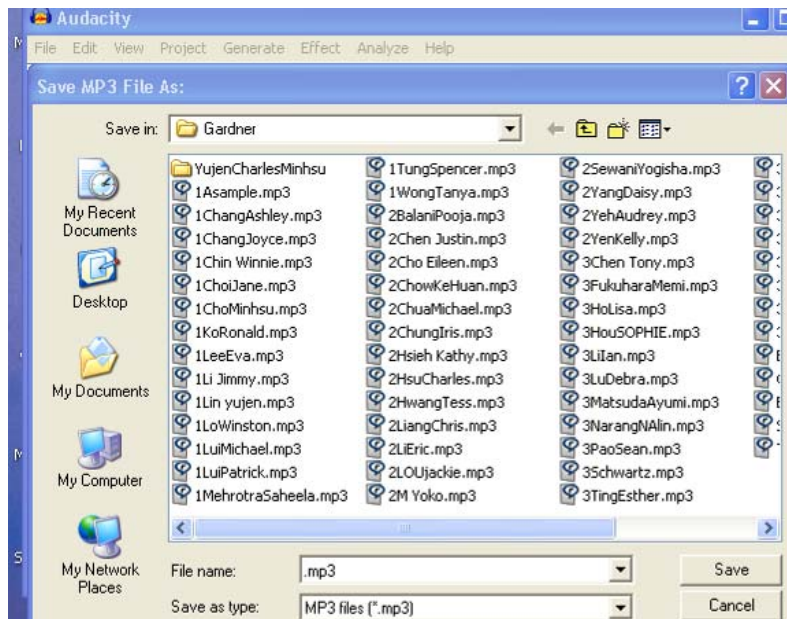 Audacity
File Edit View Project Generate Effect Analyze Help
Save MP3 File As:
Save in: Gardner
My Recent Documents
Desktop
My Documents
My Computer
My Network Places
YujenCharlesMinhsu
1Asample.mp3
1ChangAshley.mp3
1ChangJoyce.mp3
1Chin Winnie.mp3
1ChoiJane.mp3
1ChoMinhsu.mp3
1KoRonald.mp3
1LeeEva.mp3
1Li Jimmy.mp3
1Lin yujen.mp3
1LoWinston.mp3
1LuiMichael.mp3
1LuiPatrick.mp3
1MehrotraSaheela.mp3
1TungSpencer.mp3
1WongTanya.mp3
2BalaniPooja.mp3
2Chen Justin.mp3
2Cho Eileen.mp3
2ChowKeHuan.mp3
2ChuaMichael.mp3
2ChungIris.mp3
2Hsieh Kathy.mp3
2HsuCharles.mp3
2HwangTess.mp3
2LiangChris.mp3
2LiEric.mp3
2LOUjackie.mp3
2M Yoko.mp3
2SewaniYogisha.mp3
2YangDaisy.mp3
2YehAudrey.mp3
2YenKelly.mp3
3Chen Tony.mp3
3FukuharaMemi.mp3
3HoLisa.mp3
3HouSOPHIE.mp3
3LiIan.mp3
3LuDebra.mp3
3MatsudaAyumi.mp3
3NarangNAlin.mp3
3PaoSean.mp3
3Schwartz.mp3
3TingEsther.mp3
File name: .mp3
Save
Save as type: MP3 files (*.mp3)
Cancel